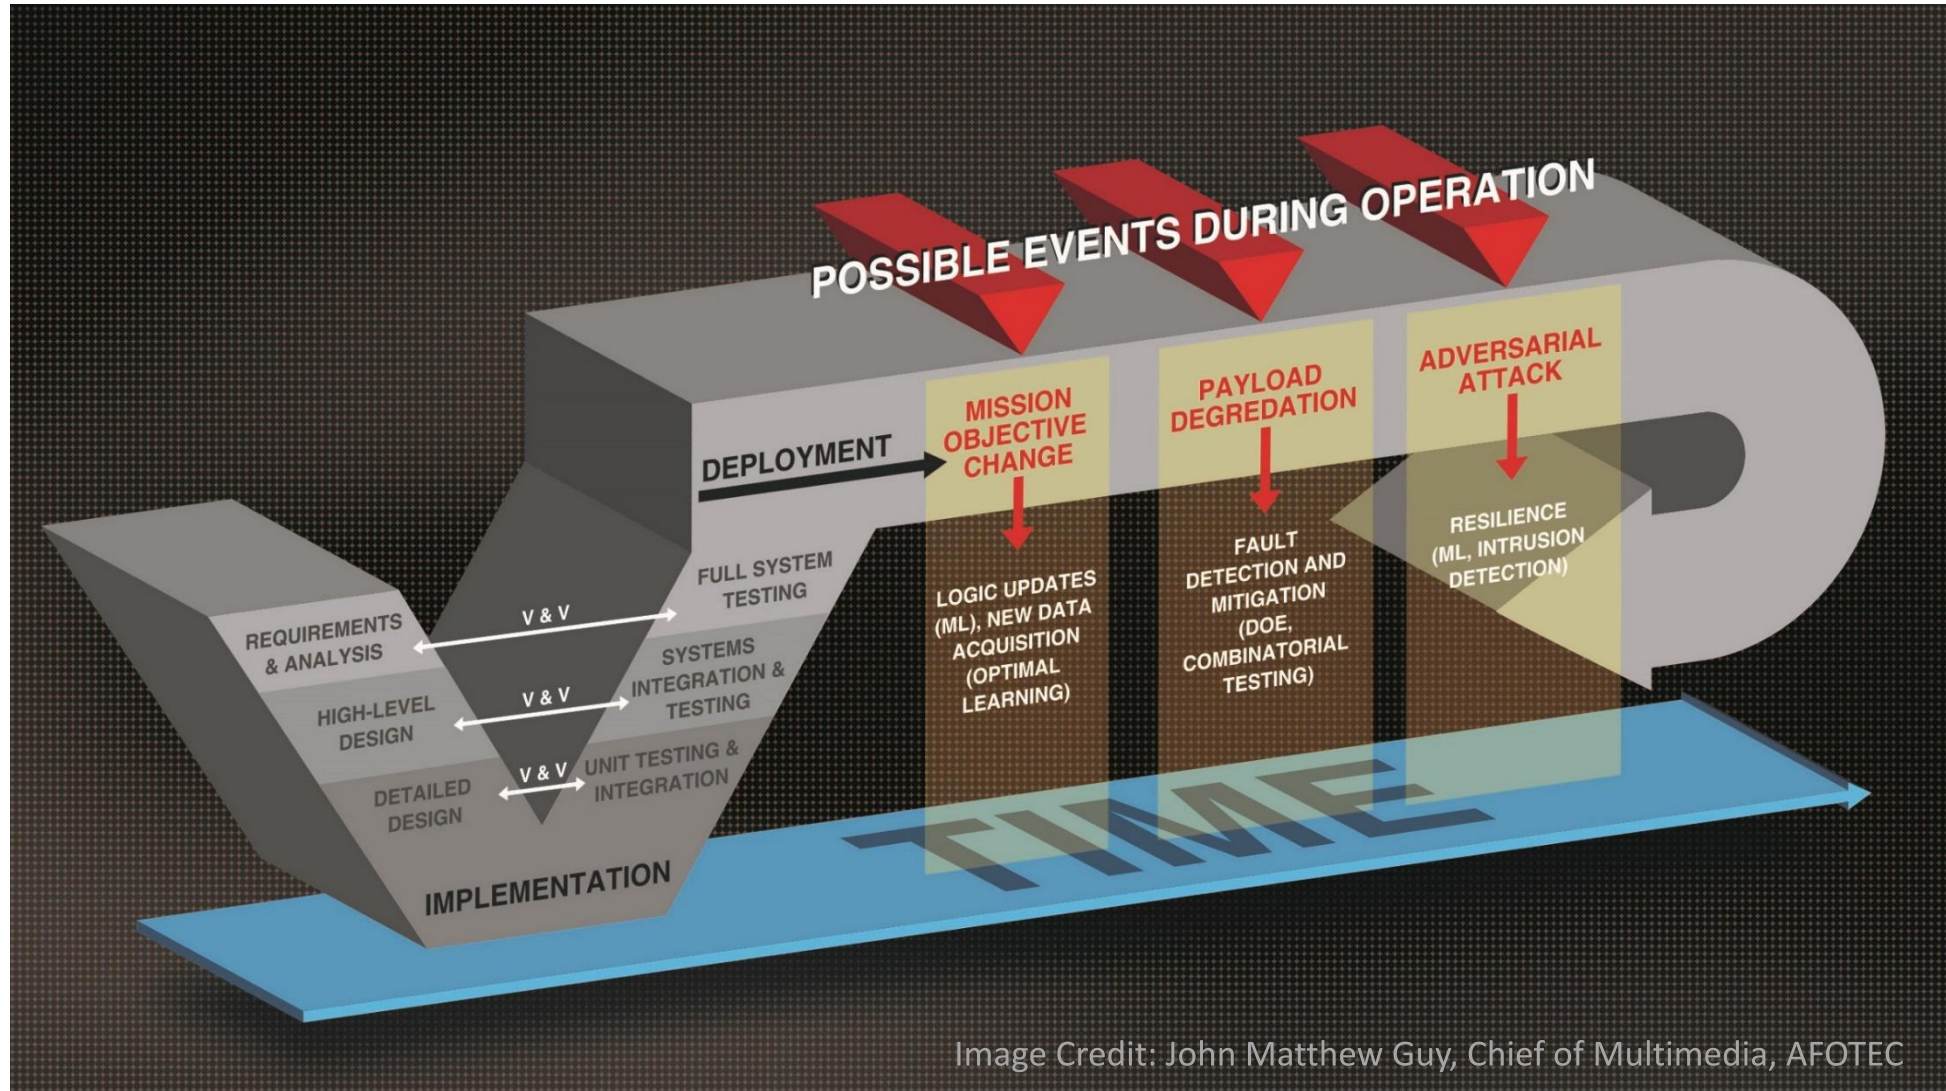 POSSIBLE EVENTS DURING OPERATION
DEPLOYMENT
MISSION
OBJECTIVE
CHANGE
PAYLOAD
DEGREDATION
ADVERSARIAL
ATTACK
REQUIREMENTS
& ANALYSIS
V & V
FULL SYSTEM
TESTING
HIGH-LEVEL
DESIGN
V & V
SYSTEMS
INTEGRATION &
TESTING
DETAILED
DESIGN
V & V
UNIT TESTING &
INTEGRATION
IMPLEMENTATION
LOGIC UPDATES
(ML), NEW DATA
ACQUISITION
(OPTIMAL
LEARNING)
FAULT
DETECTION AND
MITIGATION
(DOE,
COMBINATORIAL
TESTING)
RESILIENCE
(ML, INTRUSION
DETECTION)
TIME
Image Credit: John Matthew Guy, Chief of Multimedia, AFOTEC